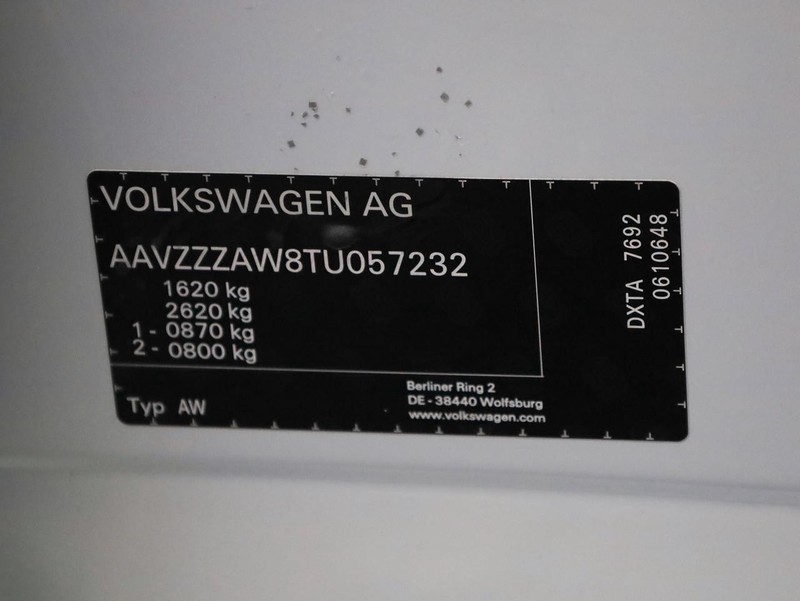 VOLKSWAGEN AG
AAVZZZAW8TU057232
1620 kg
2620 kg
1 - 0870 kg
2 - 0800 kg
Typ AW
Berliner Ring 2
DE - 38440 Wolfsburg
www.volkswagen.com
DXTA 7692
0610648